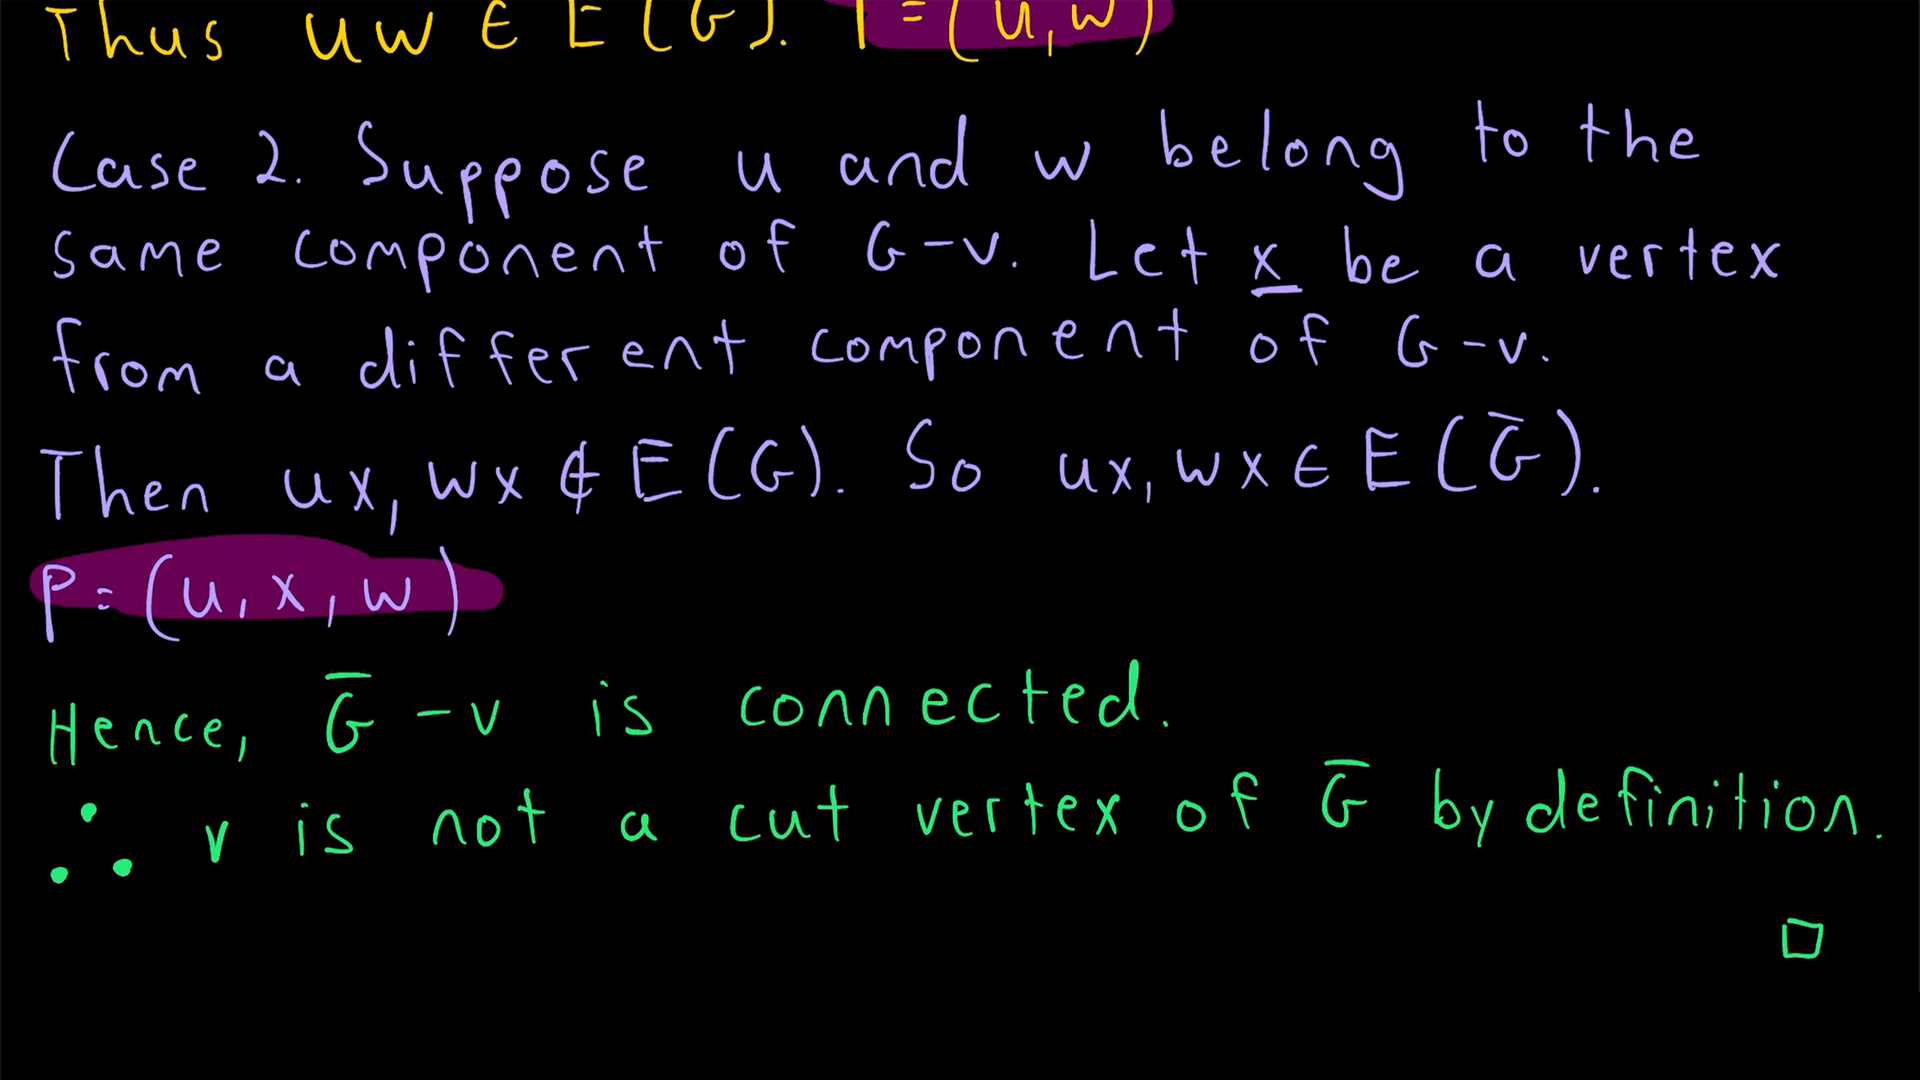 Thus uw ∈ E(G). P=(u,w)
Case 2. Suppose u and w belong to the
same component of G-v. Let x be a vertex
from a different component of G-v.
Then ux, wx ∉ E(G). So ux, wx ∈ E(Ḡ).
P=(u,x,w)
Hence, Ḡ-v is connected.
∴ v is not a cut vertex of Ḡ by definition.
□